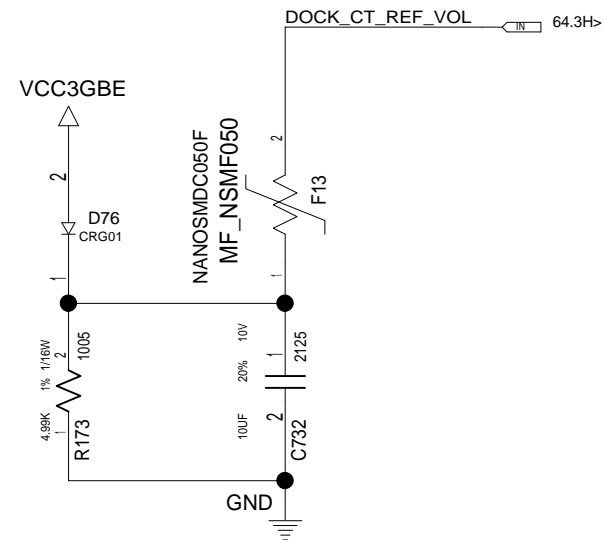 DOCK_CT_REF_VOL
IN
64.3H>
VCC3GBE
2
D76
CRG01
1
NANOSMDC050F
MF_NSMF050
2
F13
1
4.99K 1% 1/16W
2
1005
1
R173
10UF 20% 10V
1
2125
2
C732
GND